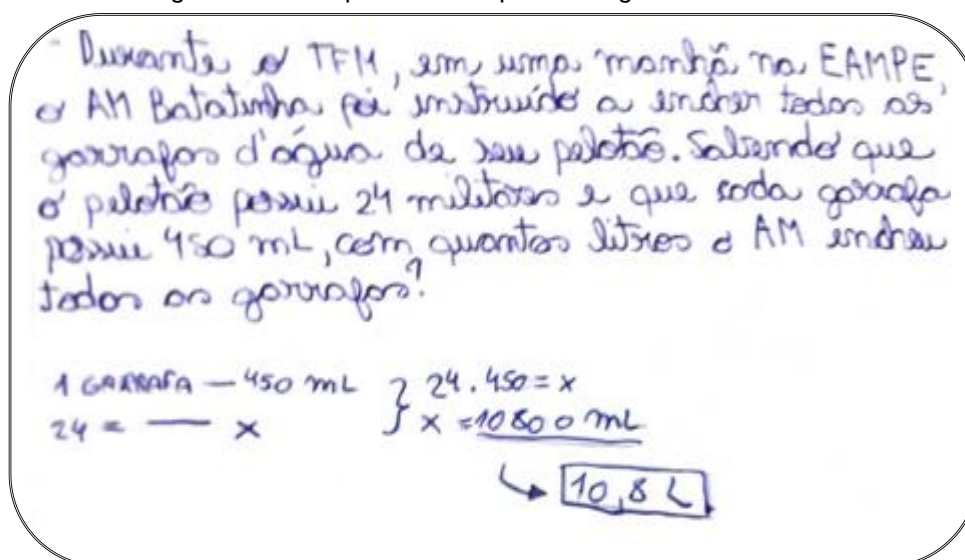 - Durante o TFM, em uma manhã na EAMPE,
o AM Batatinha foi instruído a encher todas as
garrafas d'água de seu pelotão. Sabendo que
o pelotão possui 24 militares e que cada garrafa
possui 450 mL, com quantos litros o AM encheu
todas as garrafas?
1 GARRAFA — 450 mL } 24 . 450 = x
24 = — x } x = 10800 mL
↳ 10,8 L